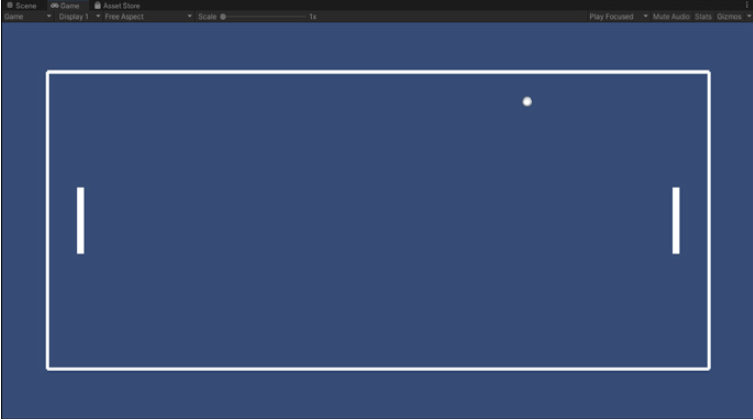 Scene Game Asset Store
Game Display 1 Free Aspect Scale 1x Play Focused Mute Audio Stats Gizmos